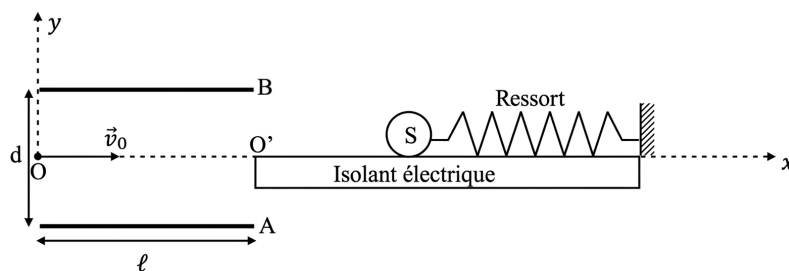 y
B
Ressort
S
d
v⃗₀
O'
O
x
Isolant électrique
A
ℓ